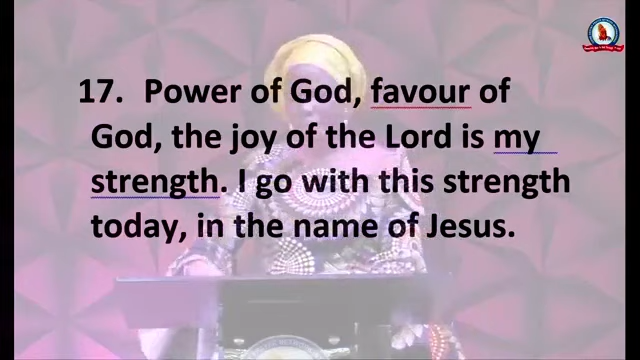 17. Power of God, favour of
God, the joy of the Lord is my
strength. I go with this strength
today, in the name of Jesus.